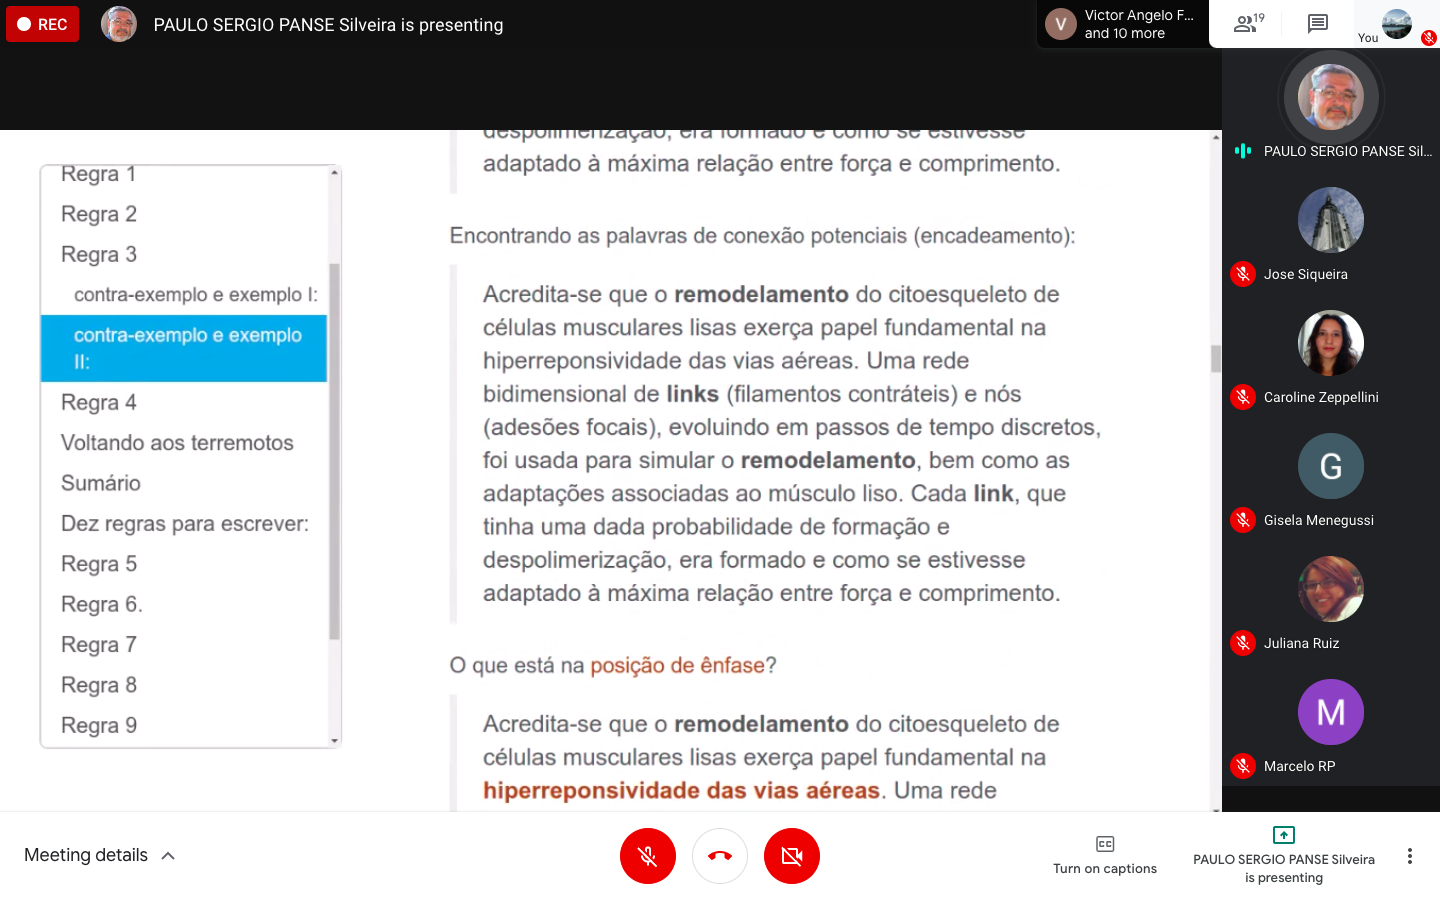 REC
PAULO SERGIO PANSE Silveira is presenting
V
Victor Angelo F...
and 10 more
19
You
Regra 1
Regra 2
Regra 3
contra-exemplo e exemplo I:
contra-exemplo e exemplo
II:
Regra 4
Voltando aos terremotos
Sumário
Dez regras para escrever:
Regra 5
Regra 6.
Regra 7
Regra 8
Regra 9
despolimerização, era formado e como se estivesse
adaptado à máxima relação entre força e comprimento.
Encontrando as palavras de conexão potenciais (encadeamento):
Acredita-se que o remodelamento do citoesqueleto de
células musculares lisas exerça papel fundamental na
hiperreponsividade das vias aéreas. Uma rede
bidimensional de links (filamentos contráteis) e nós
(adesões focais), evoluindo em passos de tempo discretos,
foi usada para simular o remodelamento, bem como as
adaptações associadas ao músculo liso. Cada link, que
tinha uma dada probabilidade de formação e
despolimerização, era formado e como se estivesse
adaptado à máxima relação entre força e comprimento.
O que está na posição de ênfase?
Acredita-se que o remodelamento do citoesqueleto de
células musculares lisas exerça papel fundamental na
hiperreponsividade das vias aéreas. Uma rede
PAULO SERGIO PANSE Sil...
Jose Siqueira
Caroline Zeppellini
G
Gisela Menegussi
Juliana Ruiz
M
Marcelo RP
Meeting details
CC
Turn on captions
PAULO SERGIO PANSE Silveira
is presenting